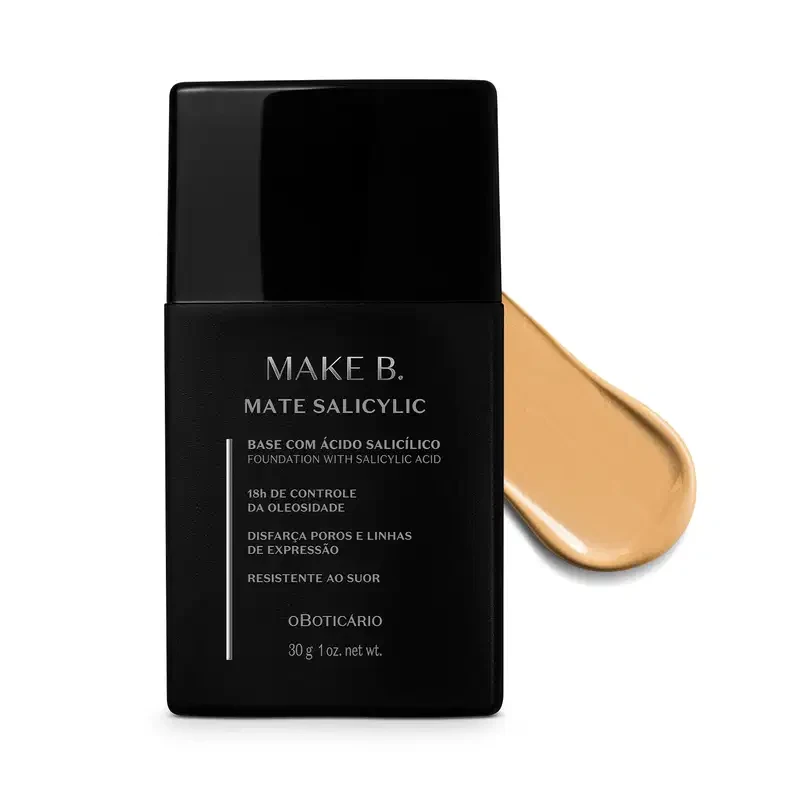 MAKE B.
MATE SALICYLIC
BASE COM ÁCIDO SALICÍLICO
FOUNDATION WITH SALICYLIC ACID
18h DE CONTROLE
DA OLEOSIDADE
DISFARÇA POROS E LINHAS
DE EXPRESSÃO
RESISTENTE AO SUOR
oBOTICÁRIO
30 g 1 oz. net wt.